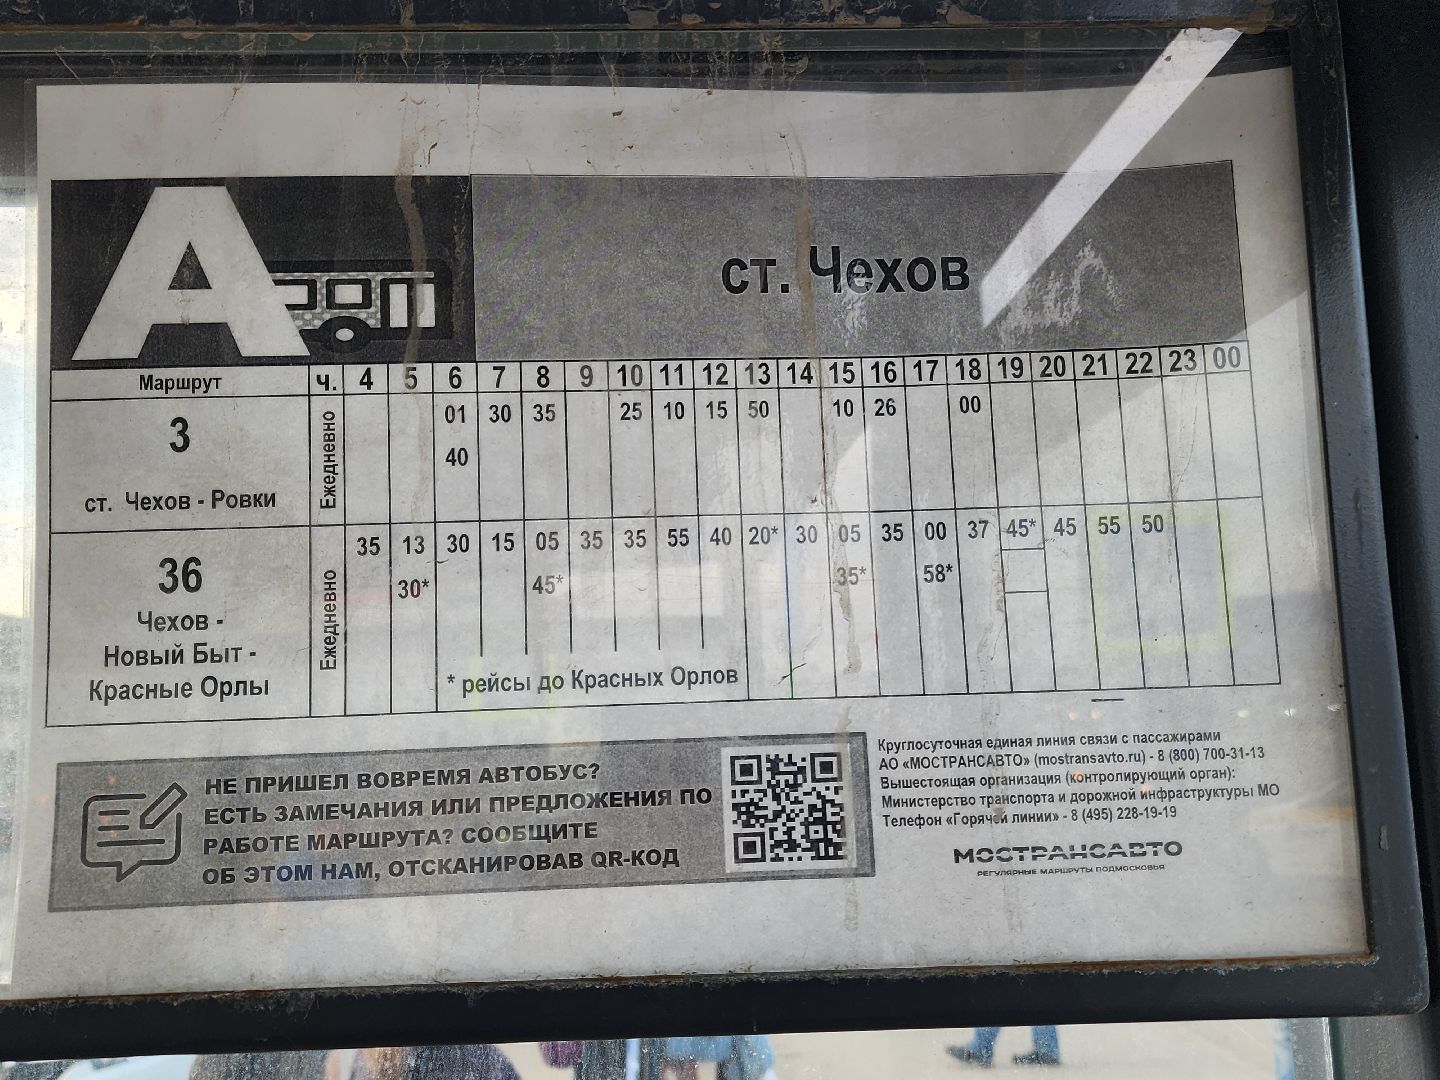 А
ст. Чехов
Маршрут ч. 4 5 6 7 8 9 10 11 12 13 14 15 16 17 18 19 20 21 22 23 00
3
ст. Чехов - Ровки
Ежедневно
01 30 35 25 10 15 50 10 26 00
40
36
Чехов -
Новый Быт -
Красные Орлы
Ежедневно
35 13 30 15 05 35 35 55 40 20* 30 05 35 00 37 45* 45 55 50
30* 45* 35* 58*
* рейсы до Красных Орлов
НЕ ПРИШЕЛ ВОВРЕМЯ АВТОБУС?
ЕСТЬ ЗАМЕЧАНИЯ ИЛИ ПРЕДЛОЖЕНИЯ ПО
РАБОТЕ МАРШРУТА? СООБЩИТЕ
ОБ ЭТОМ НАМ, ОТСКАНИРОВАВ QR-КОД
Круглосуточная единая линия связи с пассажирами
АО «МОСТРАНСАВТО» (mostransavto.ru) - 8 (800) 700-31-13
Вышестоящая организация (контролирующий орган):
Министерство транспорта и дорожной инфраструктуры МО
Телефон «Горячей линии» - 8 (495) 228-19-19
МОСТРАНСАВТО
РЕГУЛЯРНЫЕ МАРШРУТЫ ПОДМОСКОВЬЯ